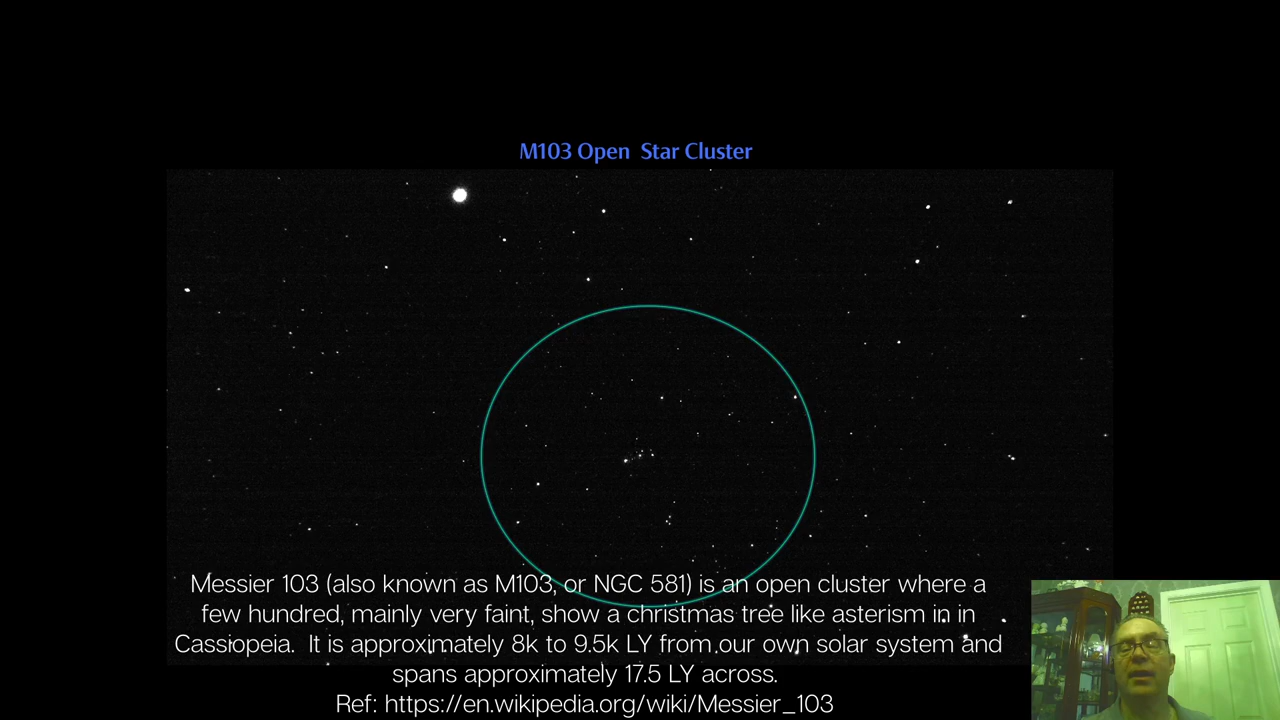 M103 Open  Star Cluster
Messier 103 (also known as M103, or NGC 581) is an open cluster where a
few hundred, mainly very faint, show a christmas tree like asterism in in
Cassiopeia.  It is approximately 8k to 9.5k LY from our own solar system and
spans approximately 17.5 LY across.
Ref: https://en.wikipedia.org/wiki/Messier_103